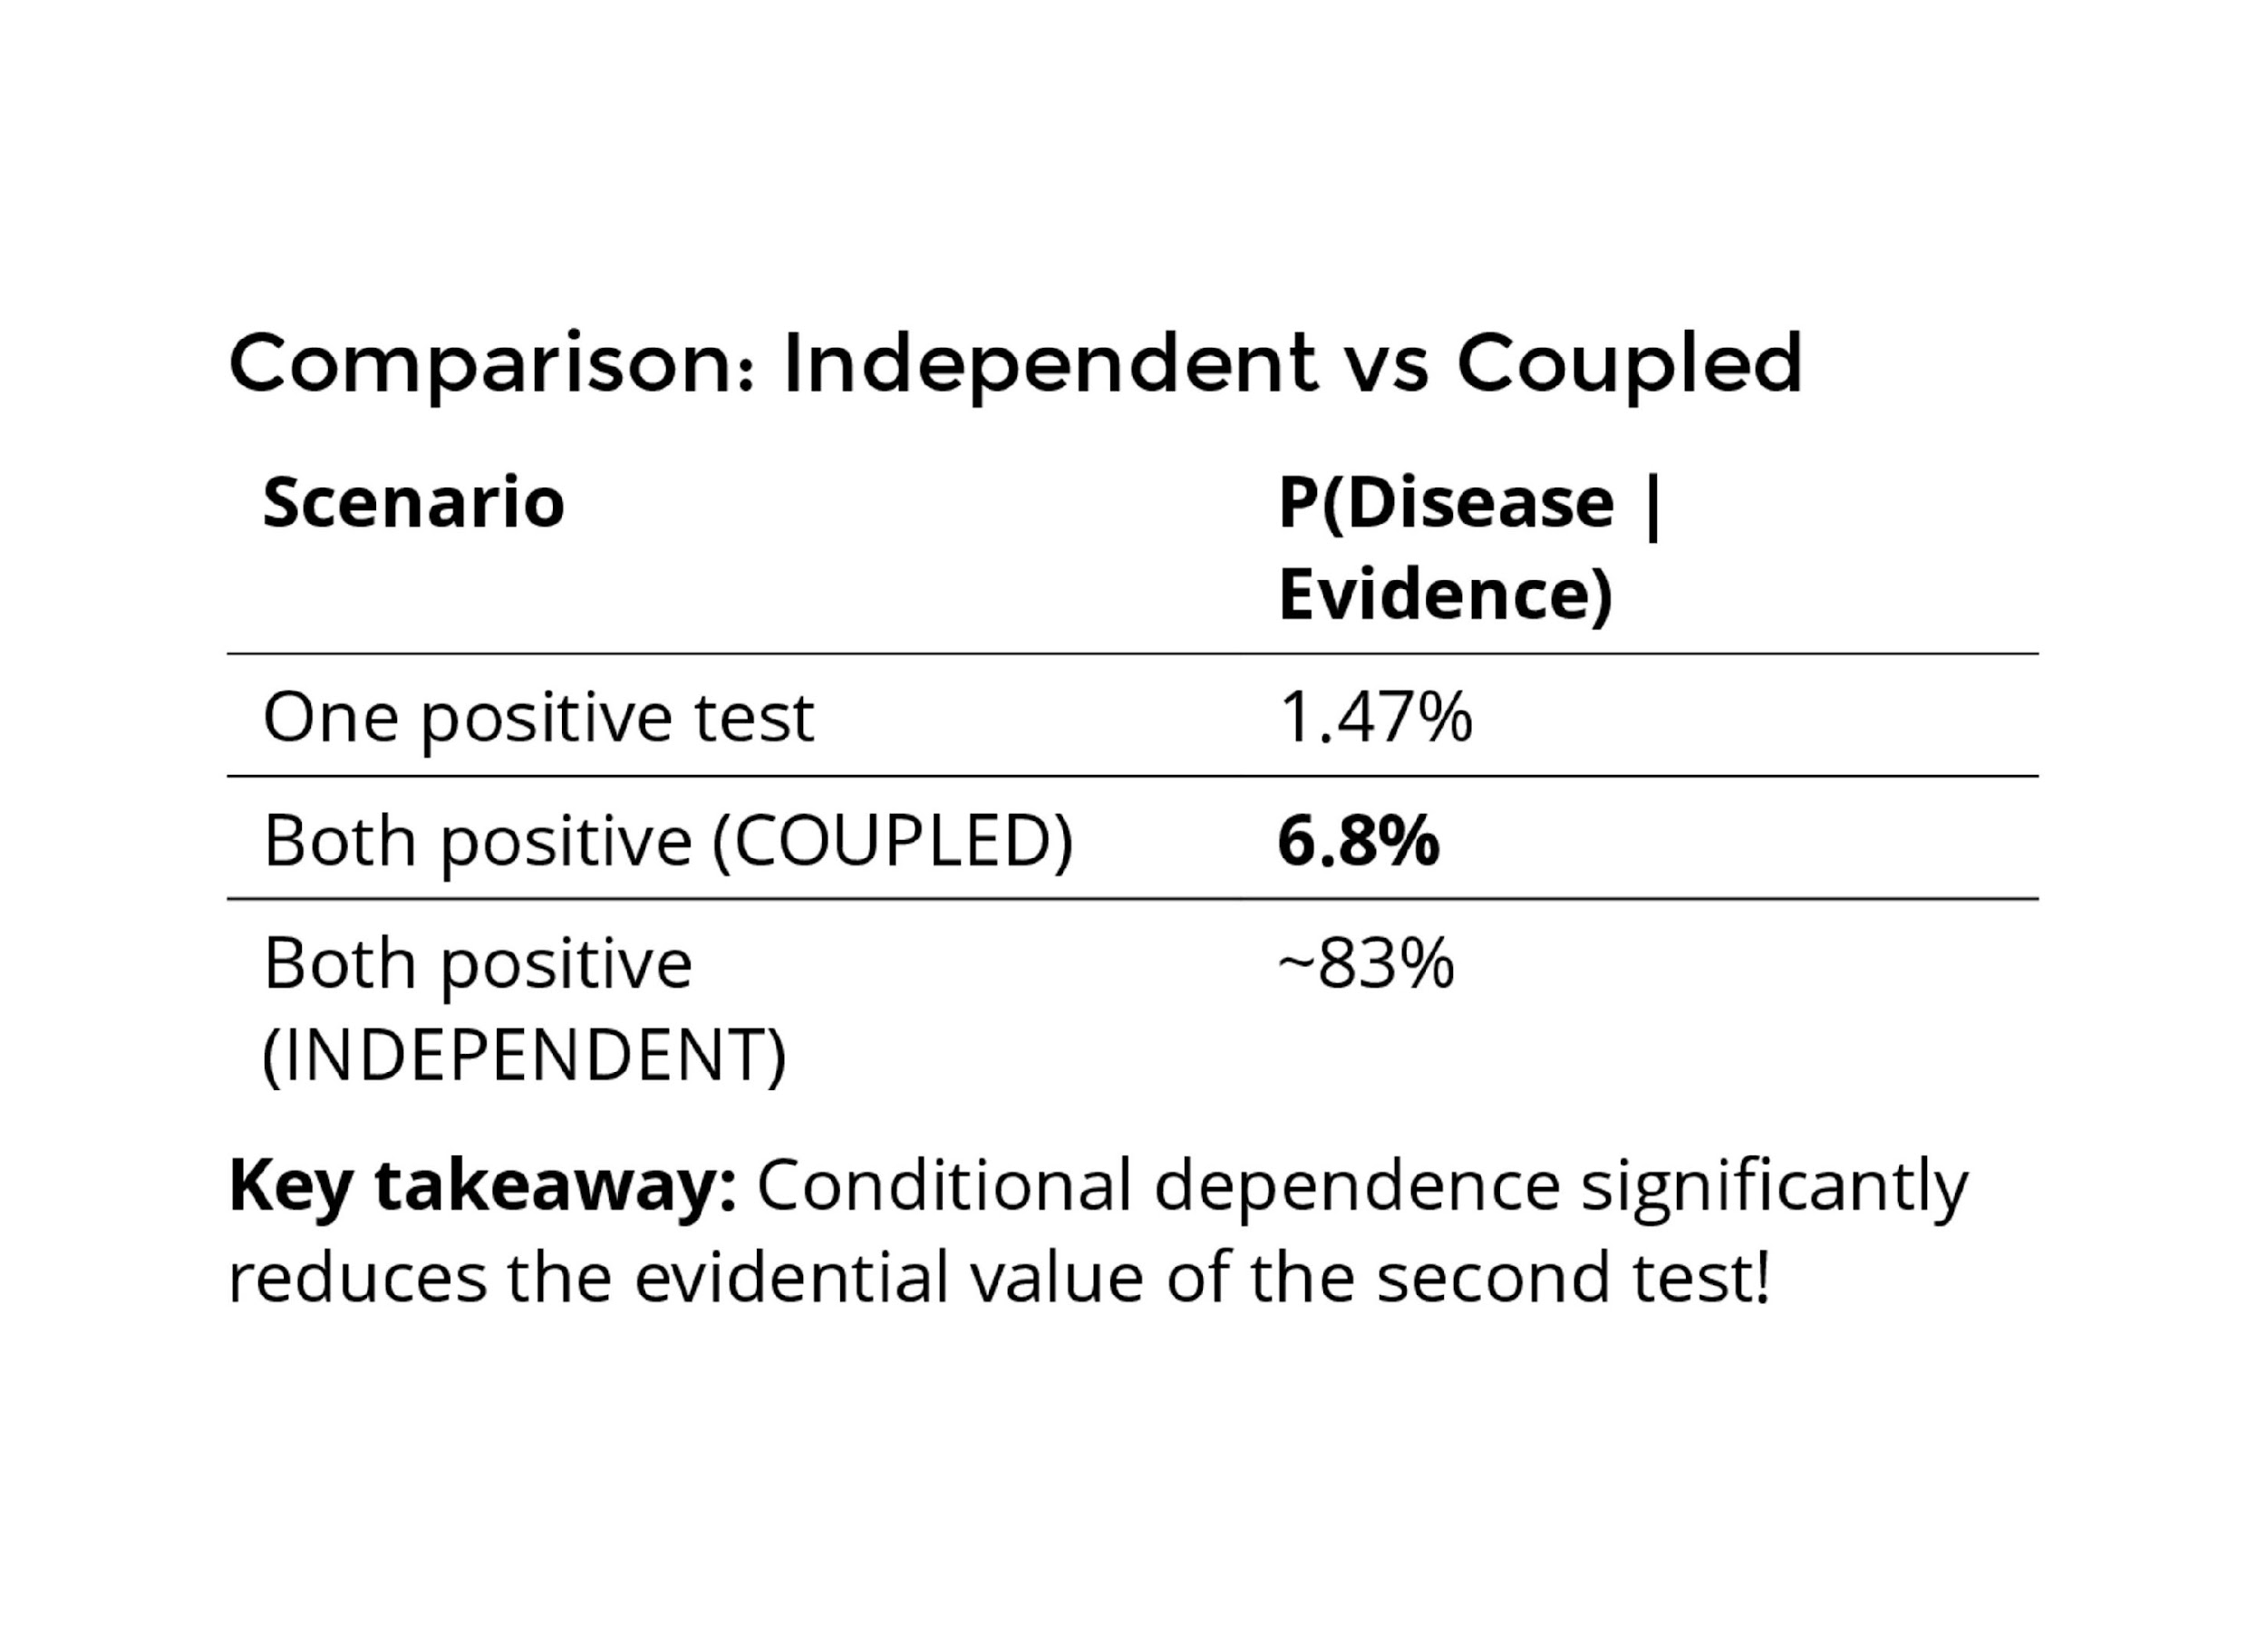 Comparison: Independent vs Coupled
Scenario
P(Disease |
Evidence)
One positive test
1.47%
Both positive (COUPLED)
6.8%
Both positive
(INDEPENDENT)
~83%
Key takeaway: Conditional dependence significantly
reduces the evidential value of the second test!